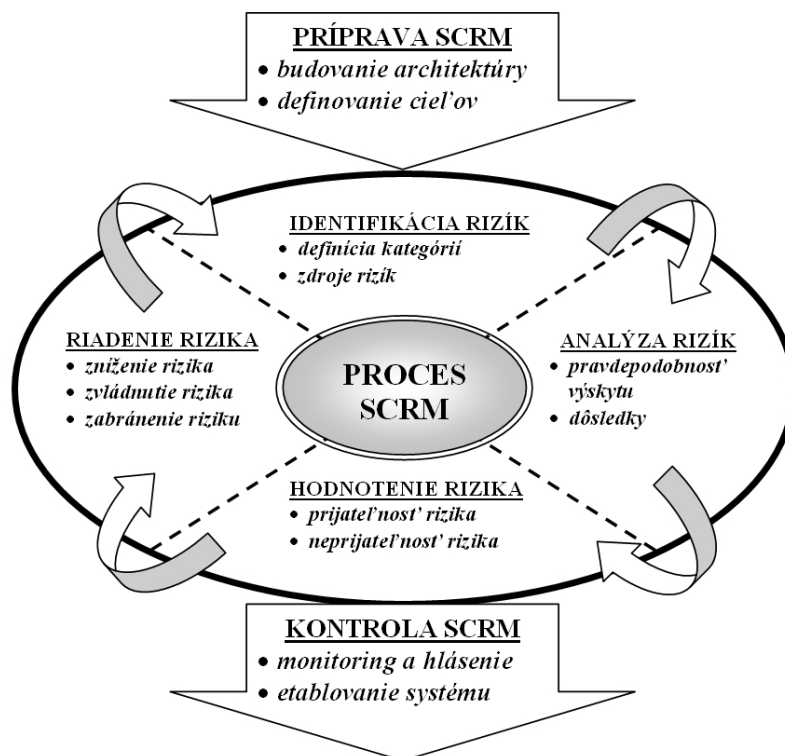 PRÍPRAVA SCRM
• budovanie architektúry
• definovanie cieľov
IDENTIFIKÁCIA RIZÍK
• definícia kategórií
• zdroje rizík
RIADENIE RIZIKA
• zníženie rizika
• zvládnutie rizika
• zabránenie riziku
PROCES
SCRM
ANALÝZA RIZÍK
• pravdepodobnosť
výskytu
• dôsledky
HODNOTENIE RIZIKA
• prijateľnosť rizika
• neprijateľnosť rizika
KONTROLA SCRM
• monitoring a hlásenie
• etablovanie systému